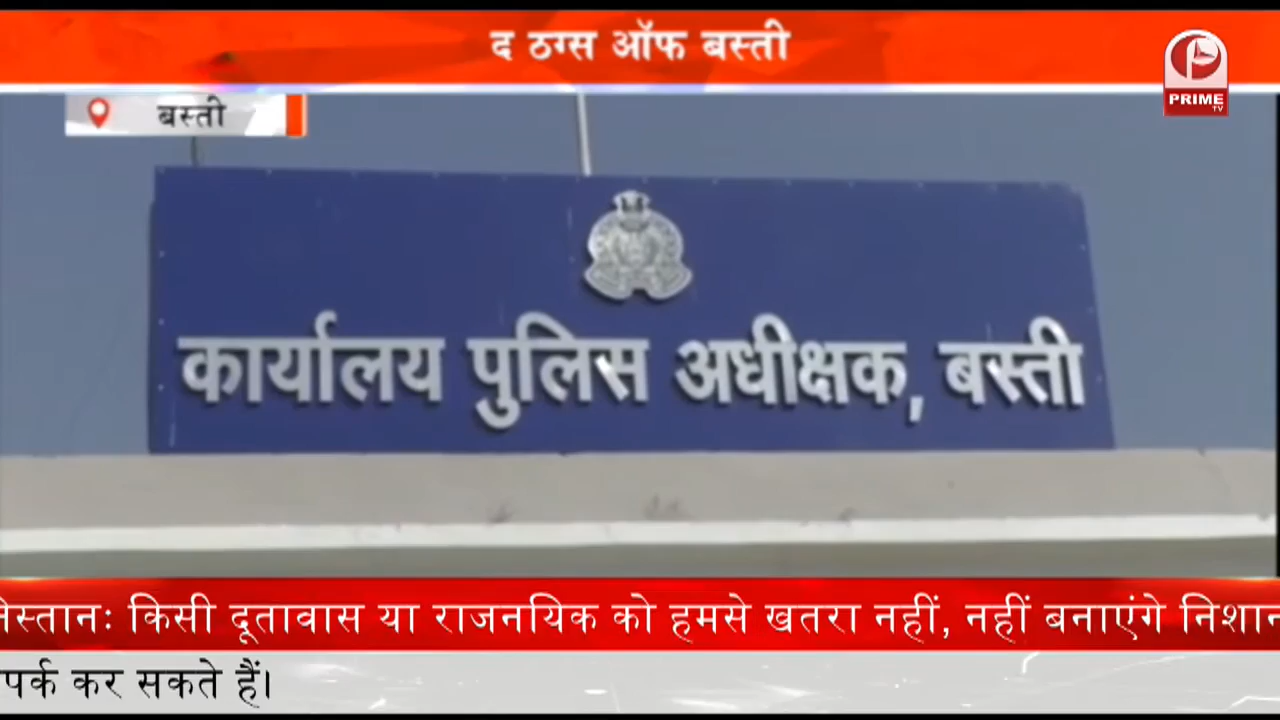 द ठग्स ऑफ बस्ती
PRIME
TV
बस्ती
कार्यालय पुलिस अधीक्षक, बस्ती
किसी दूतावास या राजनयिक को हमसे खतरा नहीं, नहीं बनाएंगे
कर सकते हैं।